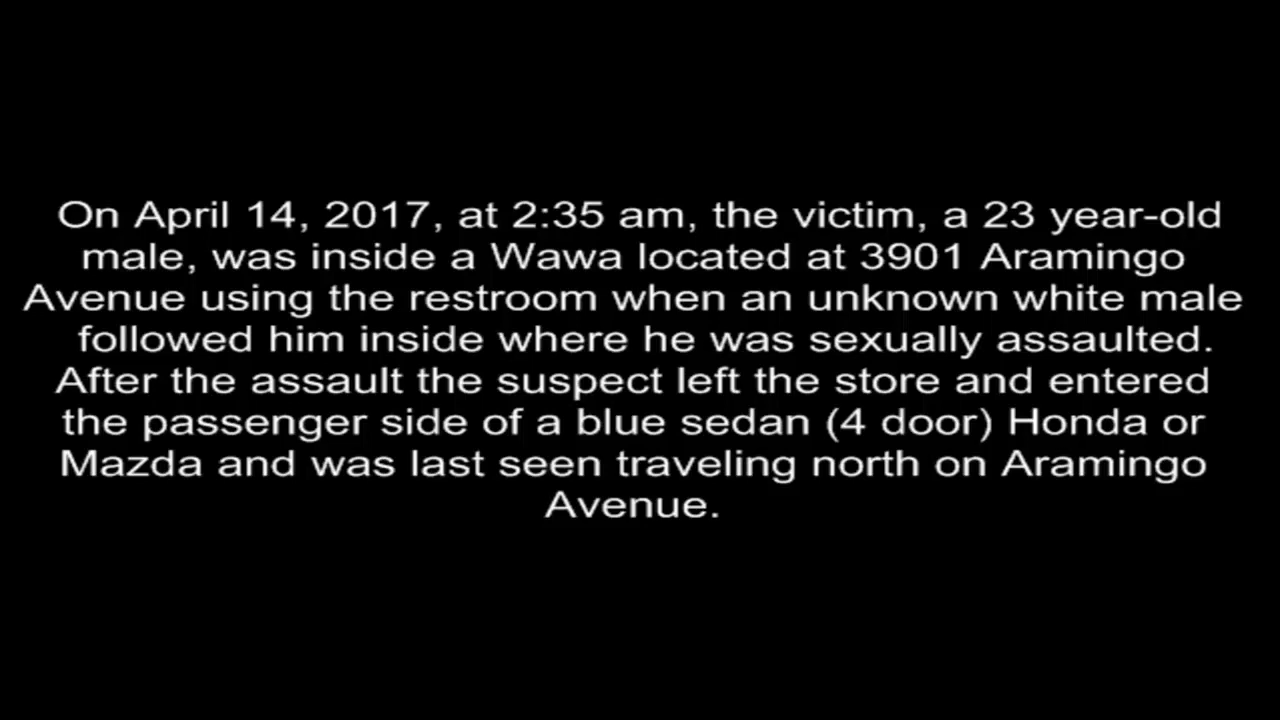 On April 14, 2017, at 2:35 am, the victim, a 23 year-old
male, was inside a Wawa located at 3901 Aramingo
Avenue using the restroom when an unknown white male
followed him inside where he was sexually assaulted.
After the assault the suspect left the store and entered
the passenger side of a blue sedan (4 door) Honda or
Mazda and was last seen traveling north on Aramingo
Avenue.